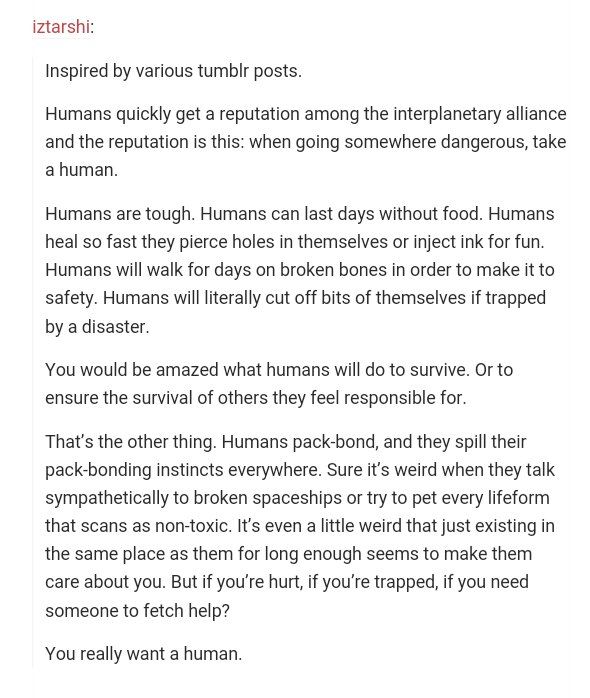 iztarshi:
Inspired by various tumblr posts.
Humans quickly get a reputation among the interplanetary alliance
and the reputation is this: when going somewhere dangerous, take
a human.
Humans are tough. Humans can last days without food. Humans
heal so fast they pierce holes in themselves or inject ink for fun.
Humans will walk for days on broken bones in order to make it to
safety. Humans will literally cut off bits of themselves if trapped
by a disaster.
You would be amazed what humans will do to survive. Or to
ensure the survival of others they feel responsible for.
That’s the other thing. Humans pack-bond, and they spill their
pack-bonding instincts everywhere. Sure it’s weird when they talk
sympathetically to broken spaceships or try to pet every lifeform
that scans as non-toxic. It’s even a little weird that just existing in
the same place as them for long enough seems to make them
care about you. But if you’re hurt, if you’re trapped, if you need
someone to fetch help?
You really want a human.